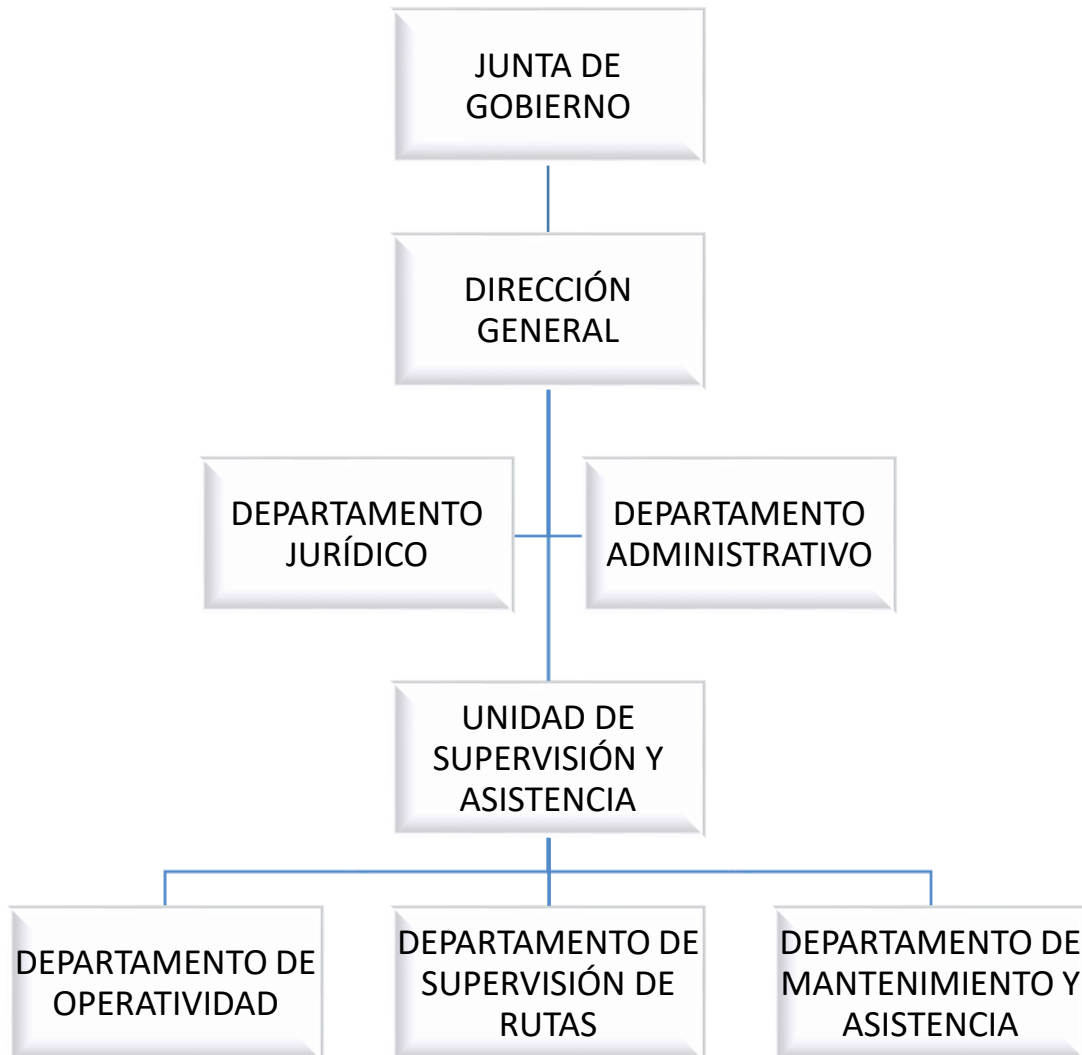 JUNTA DE
GOBIERNO
DIRECCIÓN
GENERAL
DEPARTAMENTO
JURÍDICO
DEPARTAMENTO
ADMINISTRATIVO
UNIDAD DE
SUPERVISIÓN Y
ASISTENCIA
DEPARTAMENTO DE
OPERATIVIDAD
DEPARTAMENTO DE
SUPERVISIÓN DE
RUTAS
DEPARTAMENTO DE
MANTENIMIENTO Y
ASISTENCIA